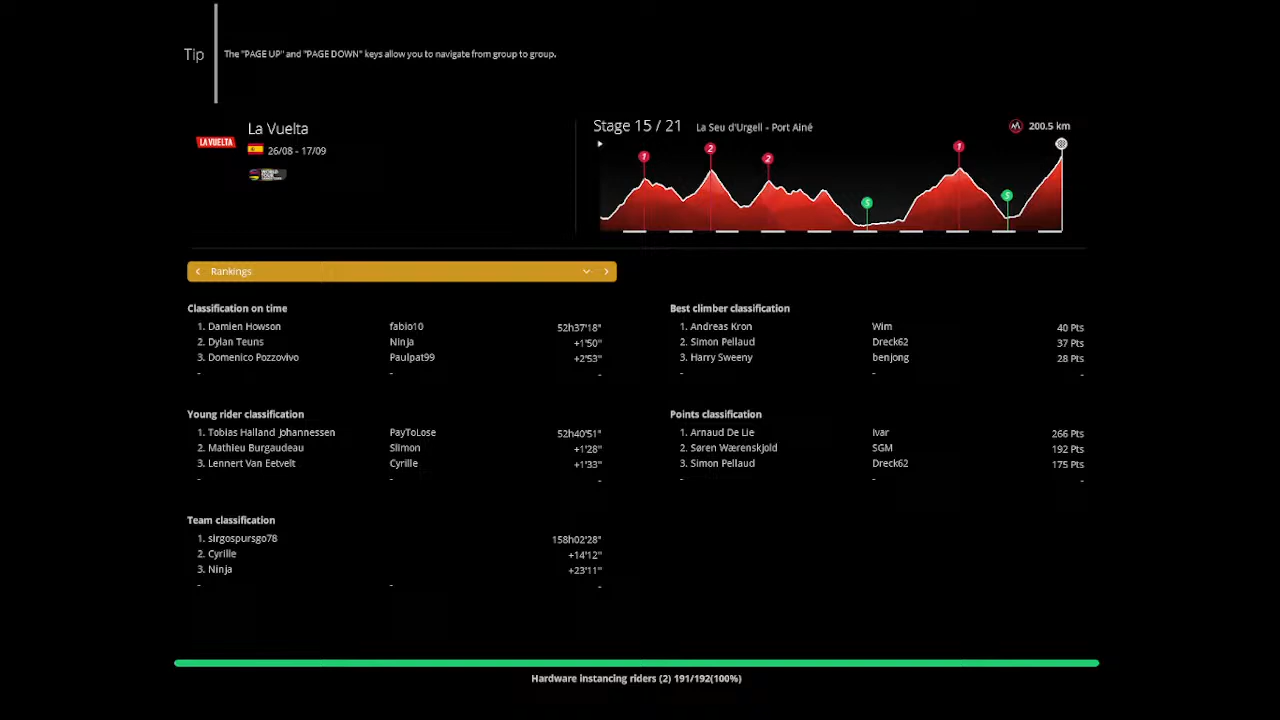 Tip
The "PAGE UP" and "PAGE DOWN" keys allow you to navigate from group to group.
LA VUELTA
La Vuelta
26/08 - 17/09
Stage 15 / 21 La Seu d'Urgell - Port Ainé 200.5 km
1 2 2 S 1 S
Rankings
Classification on time
1. Damien Howson fabio10 52h37'18"
2. Dylan Teuns Ninja +1'50"
3. Domenico Pozzovivo Paulpat99 +2'53"
- - -
Best climber classification
1. Andreas Kron Wim 40 Pts
2. Simon Pellaud Dreck62 37 Pts
3. Harry Sweeny benjong 28 Pts
- - -
Young rider classification
1. Tobias Halland Johannessen PayToLose 52h40'51"
2. Mathieu Burgaudeau Slimon +1'28"
3. Lennert Van Eetvelt Cyrille +1'33"
- - -
Points classification
1. Arnaud De Lie Ivar 266 Pts
2. Søren Wærenskjold SGM 192 Pts
3. Simon Pellaud Dreck62 175 Pts
- - -
Team classification
1. sirgospursgo78 158h02'28"
2. Cyrille +14'12"
3. Ninja +23'11"
- - -
Hardware instancing riders (2) 191/192(100%)